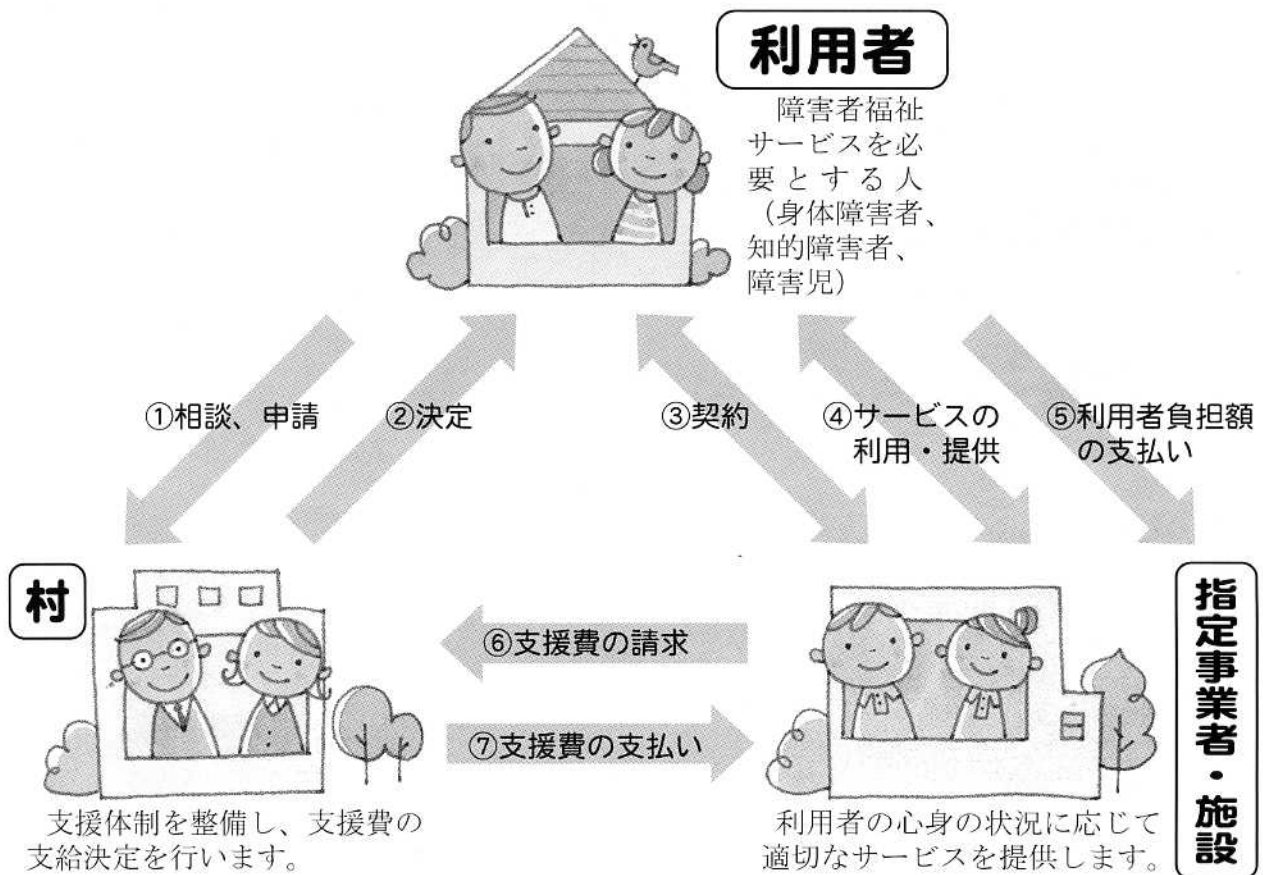 利用者
障害者福祉
サービスを必
要とする人
（身体障害者、
知的障害者、
障害児）
①相談、申請
②決定
③契約
④サービスの
利用・提供
⑤利用者負担額
の支払い
村
⑥支援費の請求
⑦支援費の支払い
指定事業者・施設
支援体制を整備し、支援費の
支給決定を行います。
利用者の心身の状況に応じて
適切なサービスを提供します。